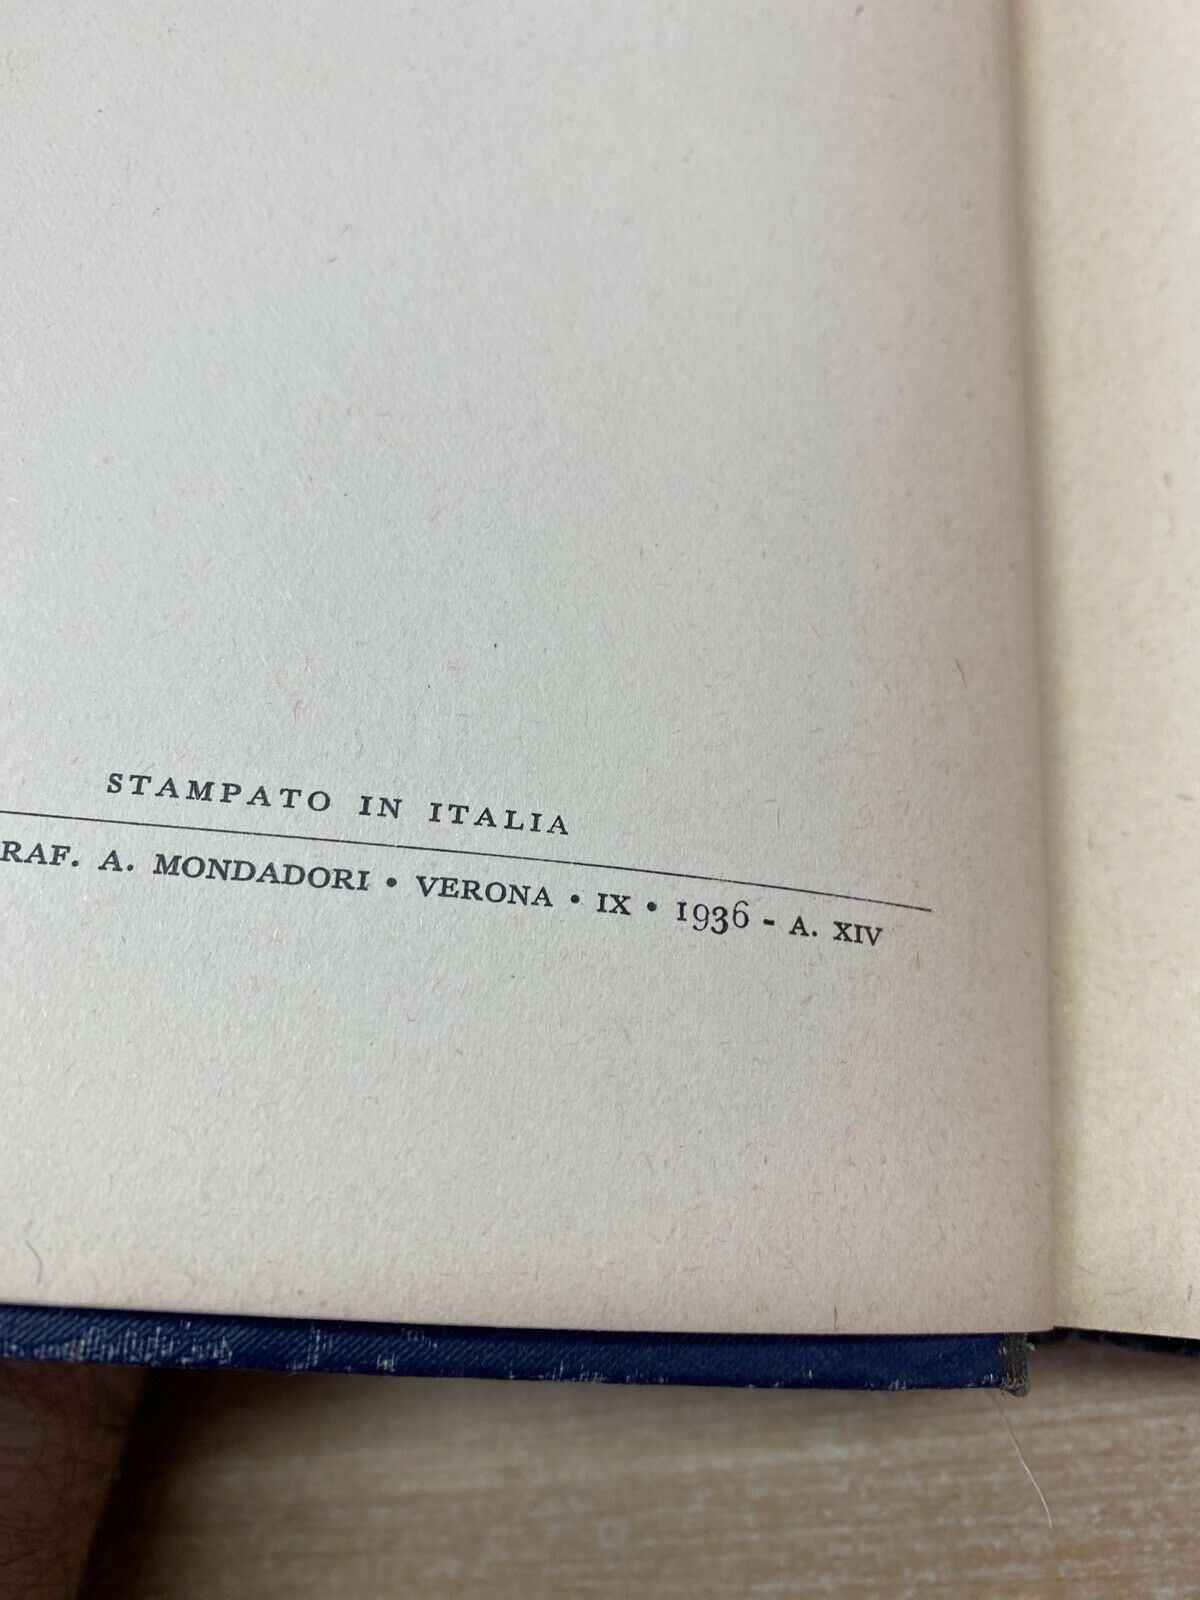 STAMPATO IN ITALIA
RAF. A. MONDADORI • VERONA • IX • 1936 - A. XIV